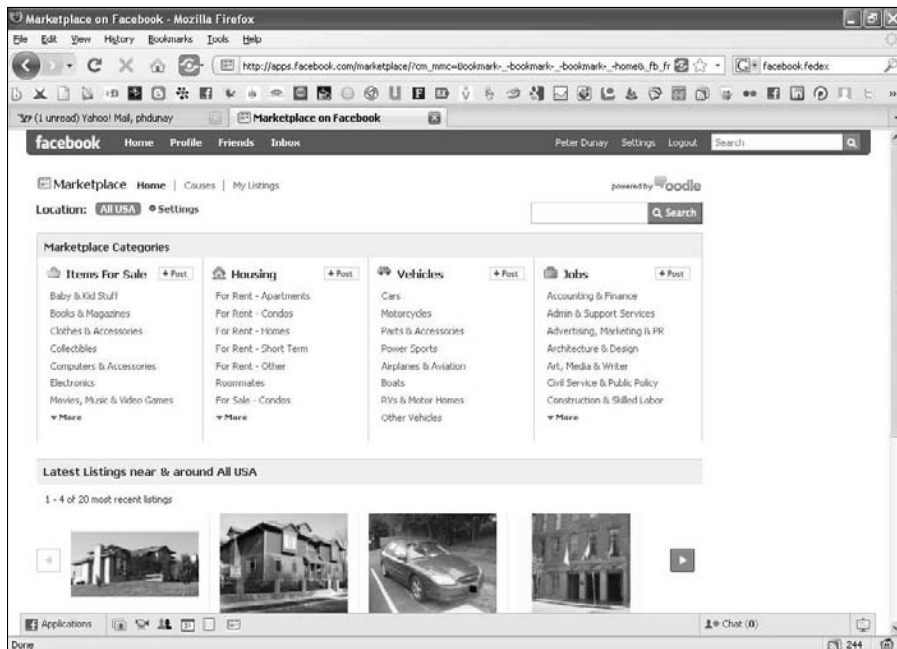 Marketplace on Facebook - Mozilla Firefox
File Edit View History Bookmarks Tools Help
http://apps.facebook.com/marketplace/?cm_mmc=Bookmark-_-bookmark-_-bookmark-_-home&_fb_fr
facebook fedex
(1 unread) Yahoo! Mail, phdunay
Marketplace on Facebook
facebook Home Profile Friends Inbox Peter Dunay Settings Logout Search
Marketplace Home | Causes | My Listings
powered by oodle
Location: All USA Settings
Search
Marketplace Categories
Items For Sale + Post
Baby & Kid Stuff
Books & Magazines
Clothes & Accessories
Collectibles
Computers & Accessories
Electronics
Movies, Music & Video Games
More
Housing + Post
For Rent - Apartments
For Rent - Condos
For Rent - Homes
For Rent - Short Term
For Rent - Other
Roommates
For Sale - Condos
More
Vehicles + Post
Cars
Motorcycles
Parts & Accessories
Power Sports
Airplanes & Aviation
Boats
RVs & Motor Homes
Other Vehicles
Jobs + Post
Accounting & Finance
Admin & Support Services
Advertising, Marketing & PR
Architecture & Design
Art, Media & Writer
Civil Service & Public Policy
Construction & Skilled Labor
More
Latest Listings near & around All USA
1 - 4 of 20 most recent listings
Applications
Chat (0)
Done
244